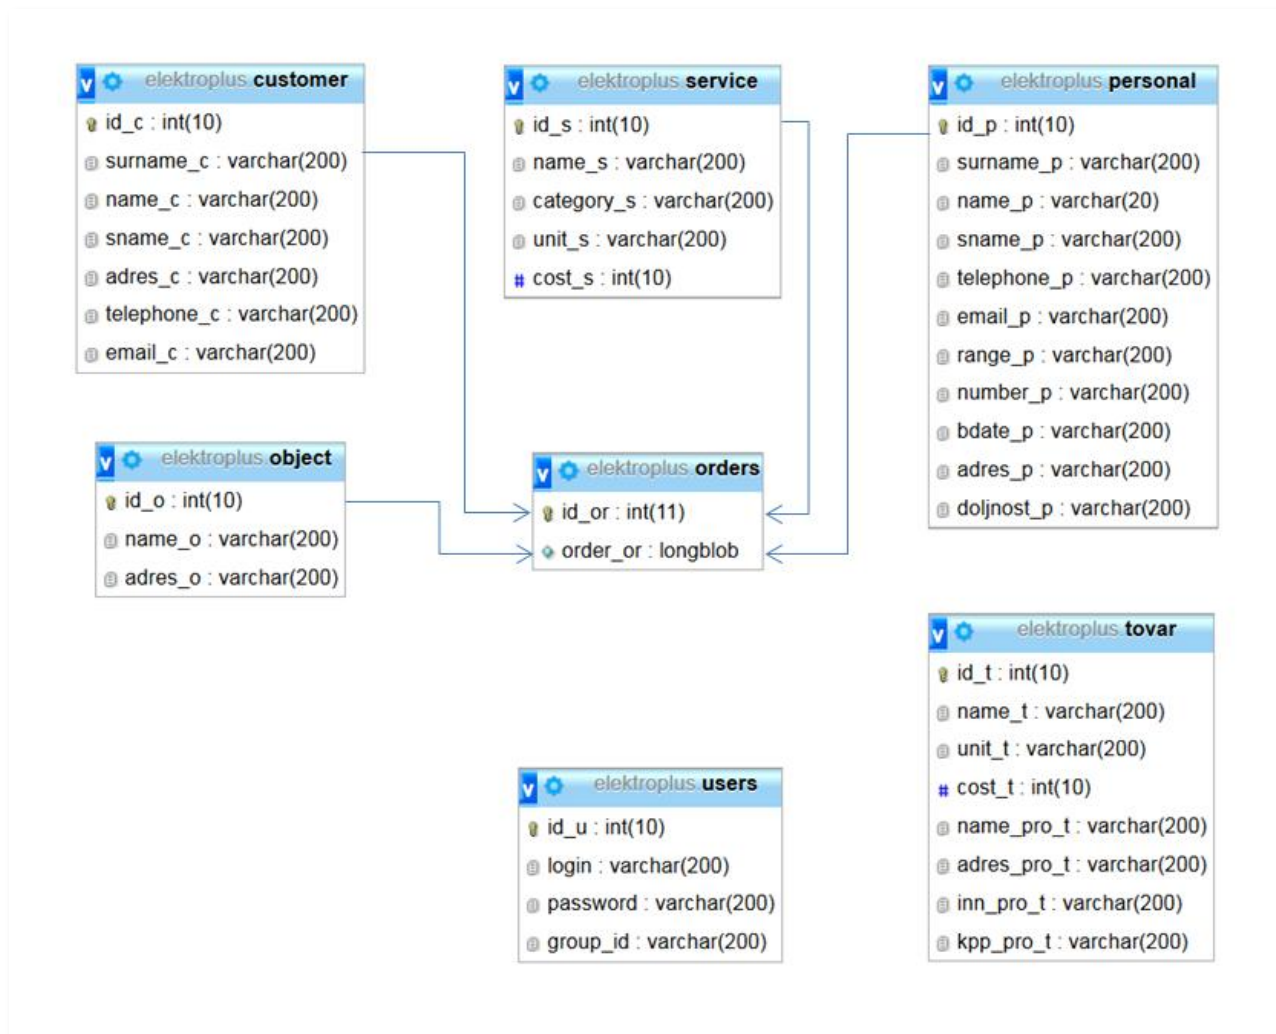 elektroplus customer
id_c : int(10)
surname_c : varchar(200)
name_c : varchar(200)
sname_c : varchar(200)
adres_c : varchar(200)
telephone_c : varchar(200)
email_c : varchar(200)
elektroplus service
id_s : int(10)
name_s : varchar(200)
category_s : varchar(200)
unit_s : varchar(200)
# cost_s : int(10)
elektroplus personal
id_p : int(10)
surname_p : varchar(200)
name_p : varchar(20)
sname_p : varchar(200)
telephone_p : varchar(200)
email_p : varchar(200)
range_p : varchar(200)
number_p : varchar(200)
bdate_p : varchar(200)
adres_p : varchar(200)
doljnost_p : varchar(200)
elektroplus object
id_o : int(10)
name_o : varchar(200)
adres_o : varchar(200)
elektroplus orders
id_or : int(11)
order_or : longblob
elektroplus users
id_u : int(10)
login : varchar(200)
password : varchar(200)
group_id : varchar(200)
elektroplus tovar
id_t : int(10)
name_t : varchar(200)
unit_t : varchar(200)
# cost_t : int(10)
name_pro_t : varchar(200)
adres_pro_t : varchar(200)
inn_pro_t : varchar(200)
kpp_pro_t : varchar(200)